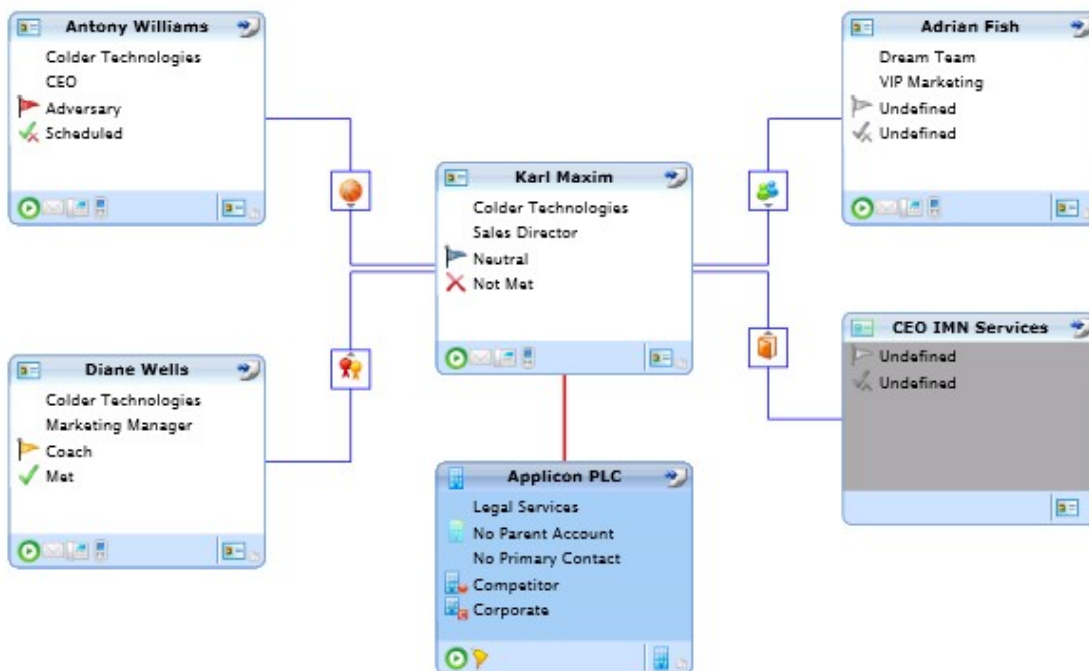 Antony Williams
Colder Technologies
CEO
Adversary
Scheduled
Adrian Fish
Dream Team
VIP Marketing
Undefined
Undefined
Karl Maxim
Colder Technologies
Sales Director
Neutral
Not Met
Diane Wells
Colder Technologies
Marketing Manager
Coach
Met
CEO IMN Services
Undefined
Undefined
Applicon PLC
Legal Services
No Parent Account
No Primary Contact
Competitor
Corporate